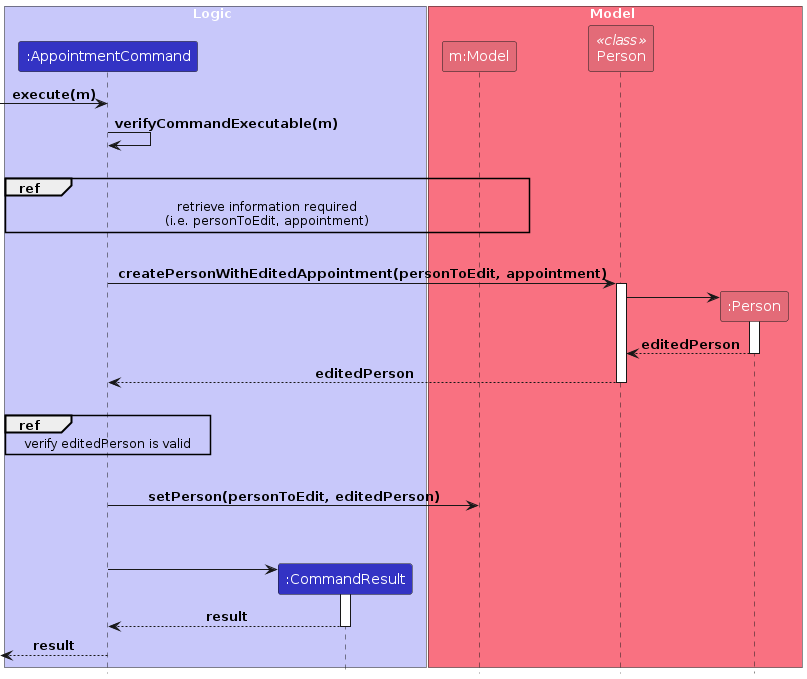 Logic
Model
:AppointmentCommand
m:Model
«class»
Person
execute(m)
verifyCommandExecutable(m)
ref
retrieve information required
(i.e. personToEdit, appointment)
createPersonWithEditedAppointment(personToEdit, appointment)
:Person
editedPerson
editedPerson
ref
verify editedPerson is valid
setPerson(personToEdit, editedPerson)
:CommandResult
result
result